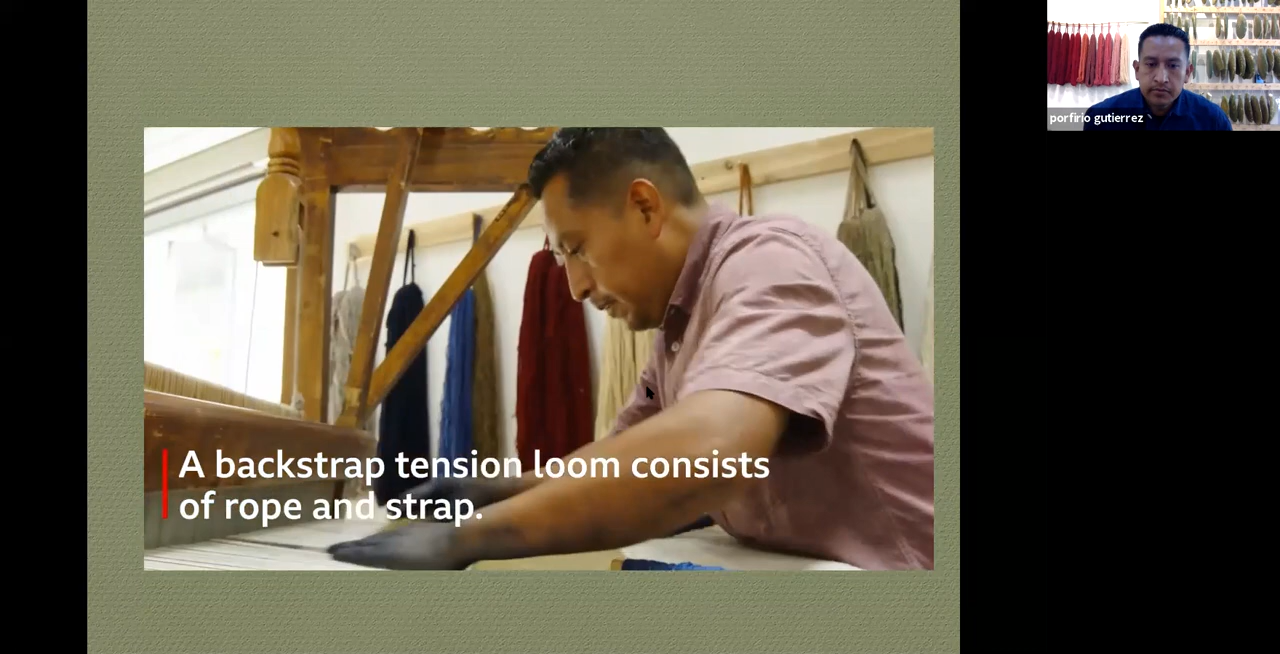 porfirio gutierrez
A backstrap tension loom consists
of rope and strap.